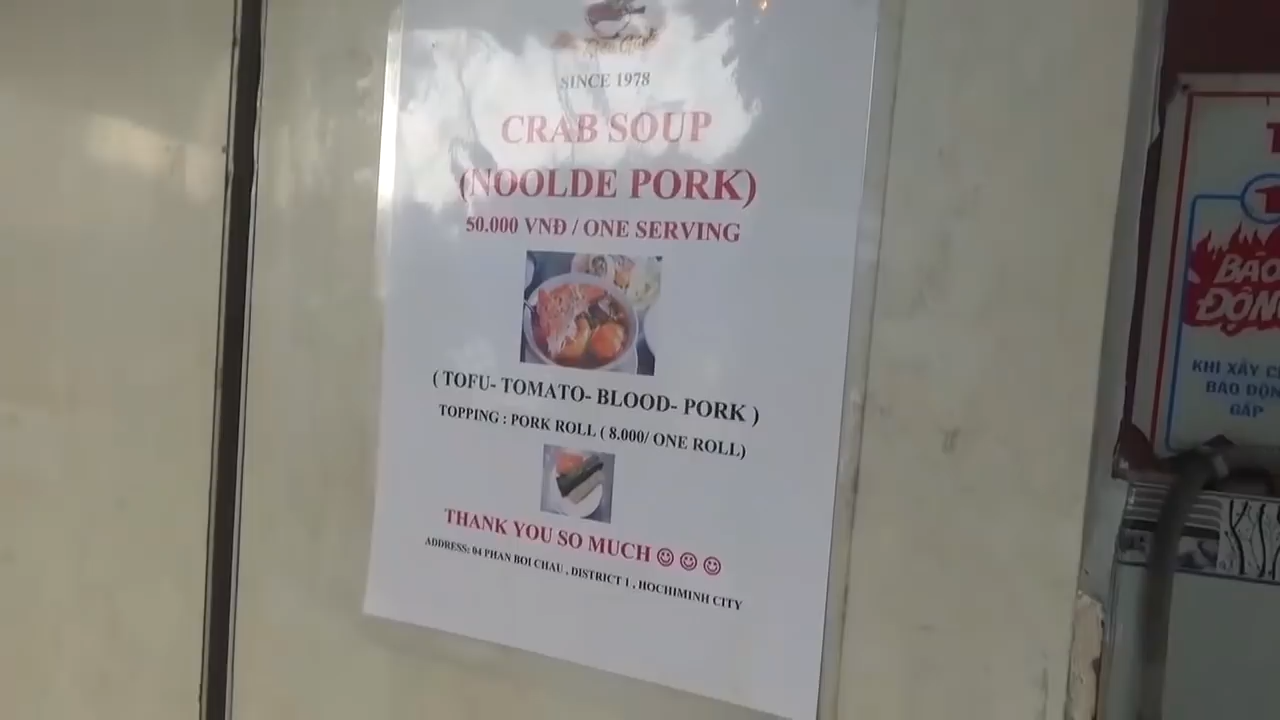 SINCE 1978
CRAB SOUP
(NOOLDE PORK)
50.000 VNĐ / ONE SERVING
( TOFU- TOMATO- BLOOD- PORK )
TOPPING : PORK ROLL ( 8.000/ ONE ROLL)
THANK YOU SO MUCH ☺ ☺ ☺
ADDRESS: 04 PHAN BOI CHAU , DISTRICT 1 , HOCHIMINH CITY
BÁO
ĐỘNG
KHI XẢY
BÁO ĐỘN
GẤP